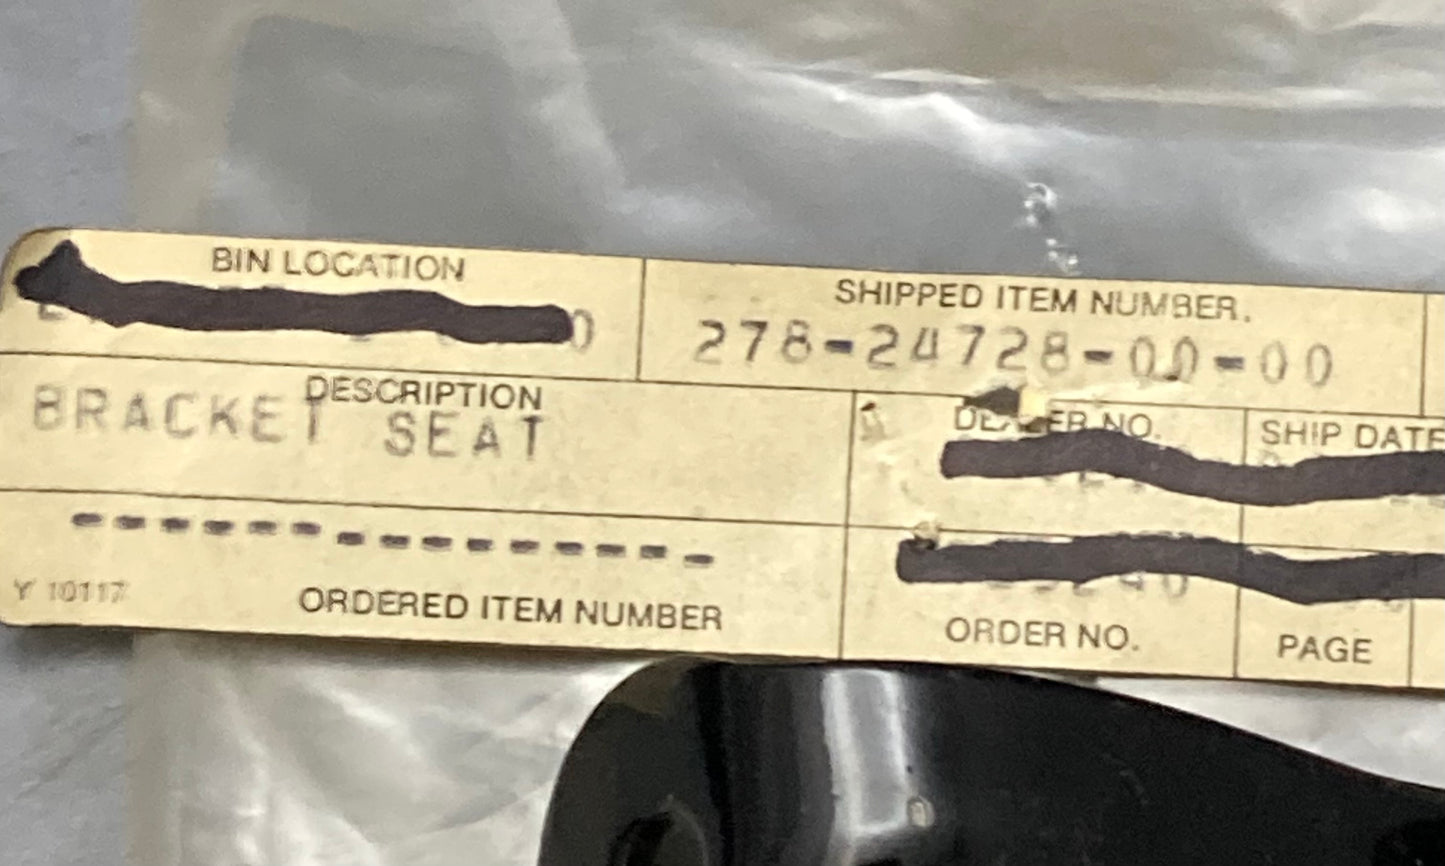 BIN LOCATION
SHIPPED ITEM NUMBER.
278-24728-00-00
DESCRIPTION
BRACKET SEAT
DEALER NO.
SHIP DATE
------ ---------
Y 10117
ORDERED ITEM NUMBER
ORDER NO.
PAGE